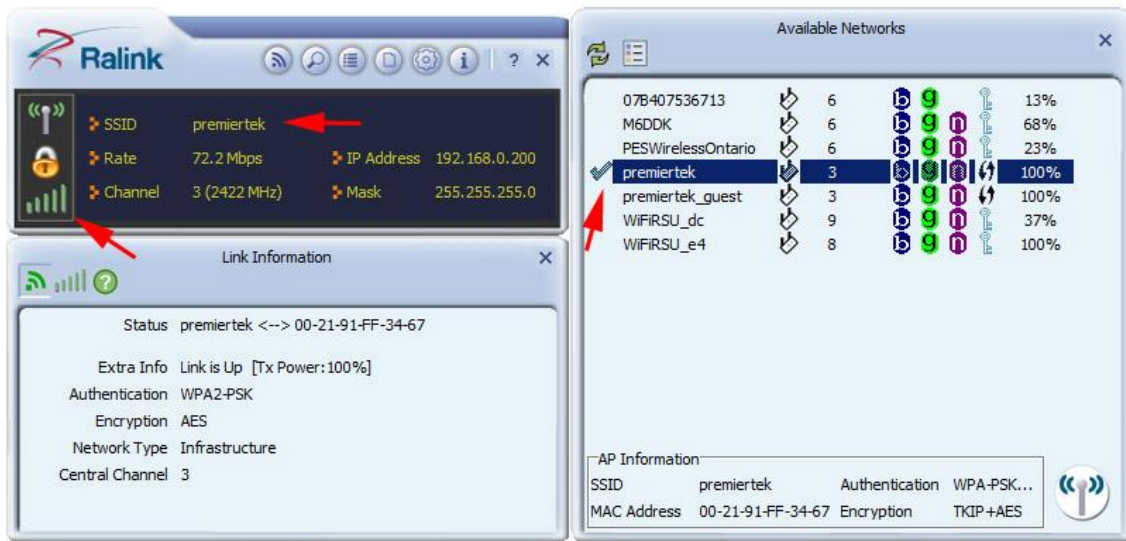 Ralink
? ×
SSID premiertek
Rate 72.2 Mbps IP Address 192.168.0.200
Channel 3 (2422 MHz) Mask 255.255.255.0
Link Information ×
Status premiertek <--> 00-21-91-FF-34-67
Extra Info Link is Up [Tx Power:100%]
Authentication WPA2-PSK
Encryption AES
Network Type Infrastructure
Central Channel 3
Available Networks ×
07B407536713 6 b g 13%
M6DDK 6 b g n 68%
PESWirelessOntario 6 b g n 23%
premiertek 3 b g n 100%
premiertek_guest 3 b g n 100%
WiFiRSU_dc 9 b g n 37%
WiFiRSU_e4 8 b g n 100%
AP Information
SSID premiertek Authentication WPA-PSK...
MAC Address 00-21-91-FF-34-67 Encryption TKIP+AES